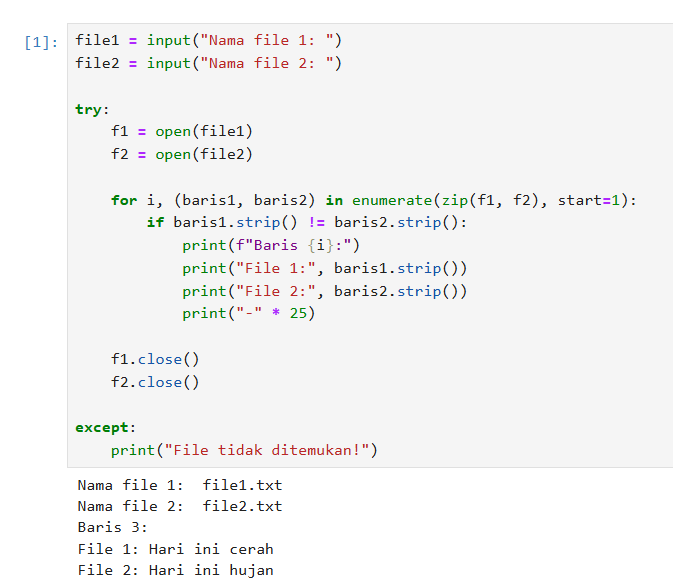 [1]: file1 = input("Nama file 1: ")
file2 = input("Nama file 2: ")
try:
    f1 = open(file1)
    f2 = open(file2)
    for i, (baris1, baris2) in enumerate(zip(f1, f2), start=1):
        if baris1.strip() != baris2.strip():
            print(f"Baris {i}:")
            print("File 1:", baris1.strip())
            print("File 2:", baris2.strip())
            print("-" * 25)
    f1.close()
    f2.close()
except:
    print("File tidak ditemukan!")
Nama file 1:  file1.txt
Nama file 2:  file2.txt
Baris 3:
File 1: Hari ini cerah
File 2: Hari ini hujan